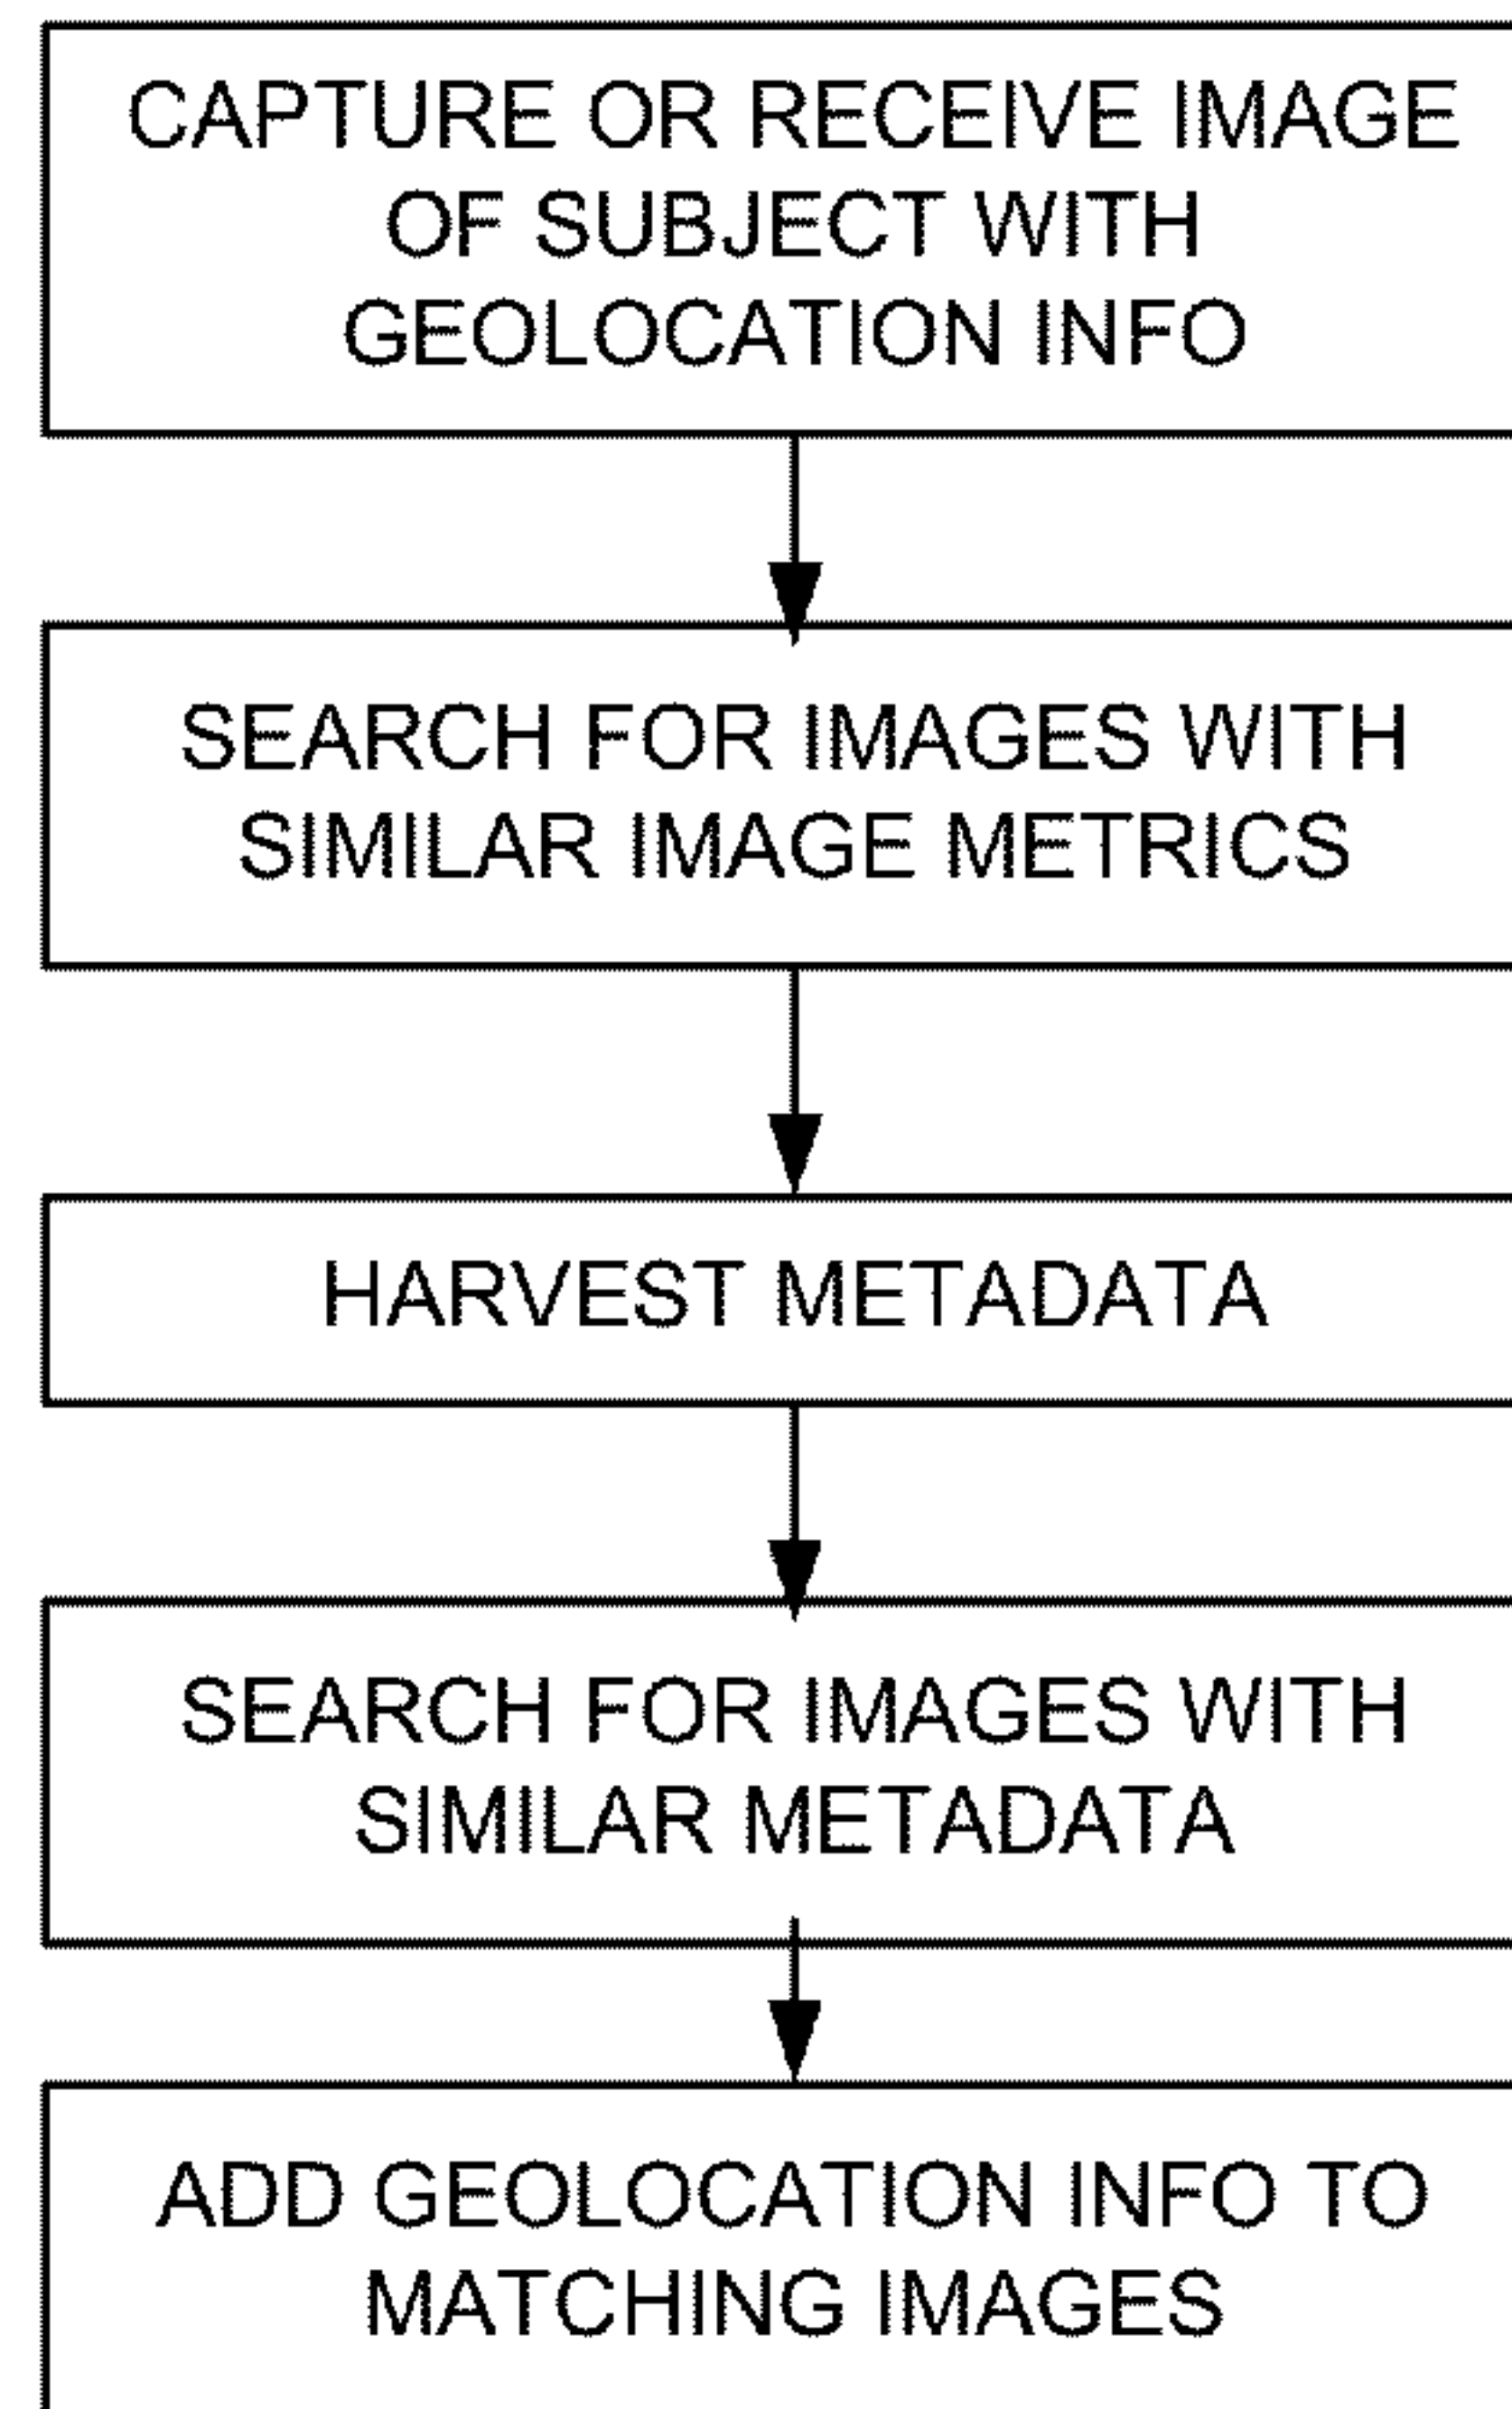 CAPTURE OR RECEIVE IMAGE
OF SUBJECT WITH
GEOLOCATION INFO
SEARCH FOR IMAGES WITH
SIMILAR IMAGE METRICS
HARVEST METADATA
SEARCH FOR IMAGES WITH
SIMILAR METADATA
ADD GEOLOCATION INFO TO
MATCHING IMAGES